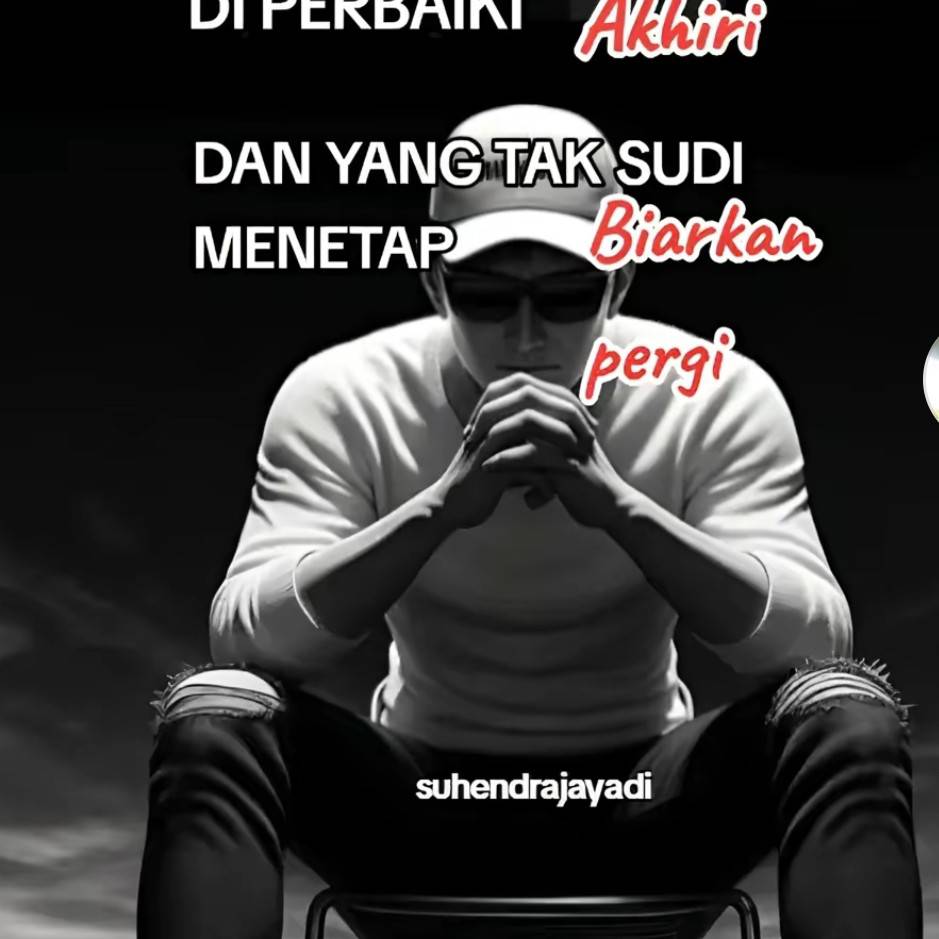 DI PERBAIKI
Akhiri
DAN YANG TAK SUDI
MENETAP
Biarkan
pergi
suhendrajayadi